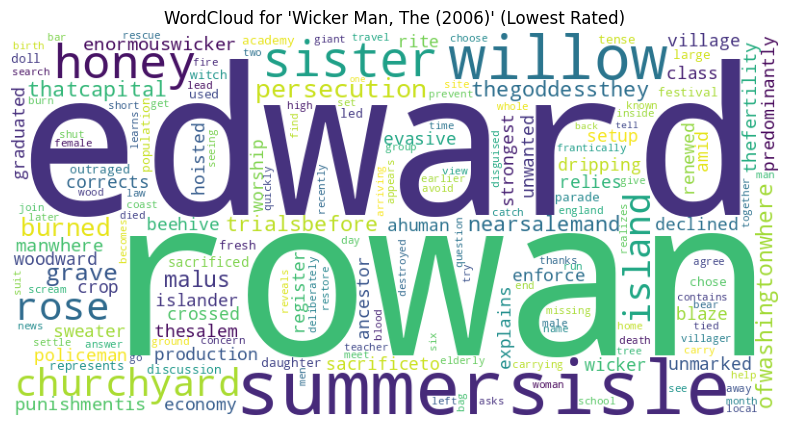 WordCloud for 'Wicker Man, The (2006)' (Lowest Rated)
birth bar rescue academy giant travel choose tense village
doll enormouswicker sister rite two willow large
search honey witch fire class festival
thatcapital used lead persecution high short set led thegoddessthey site prevent whole known inside
burn get back tell
graduated population edward predominantly
shut female learns hoisted seeing worship find one evasive group time view disguised strongest unwanted setup renewed amid thefertility
outraged wood law corrects quickly recently arriving appears avoid earlier catch dripping relies frantically give man
join later coast died beehive trialsbefore ahuman nearsalemand parade england declined together
burned
manwhere woodward fresh day sacrificed rowan island realizes
grave malus ancestor destroyed question try thanks run enforce chose agree
crop islander register reveals deliberately restore blood end contains bear
rose suit becomes crossed missing male name explains blaze tied ofwashingtonwhere
scream sweater thesalem six home death villager
news concern ground tree carry
settle answer policeman go production daughter teacher meet elderly carrying wicker unmarked
represents discussion men sacrificeto woman help
churchyard summersisle see away
punishmentis economy left bag asks school month local